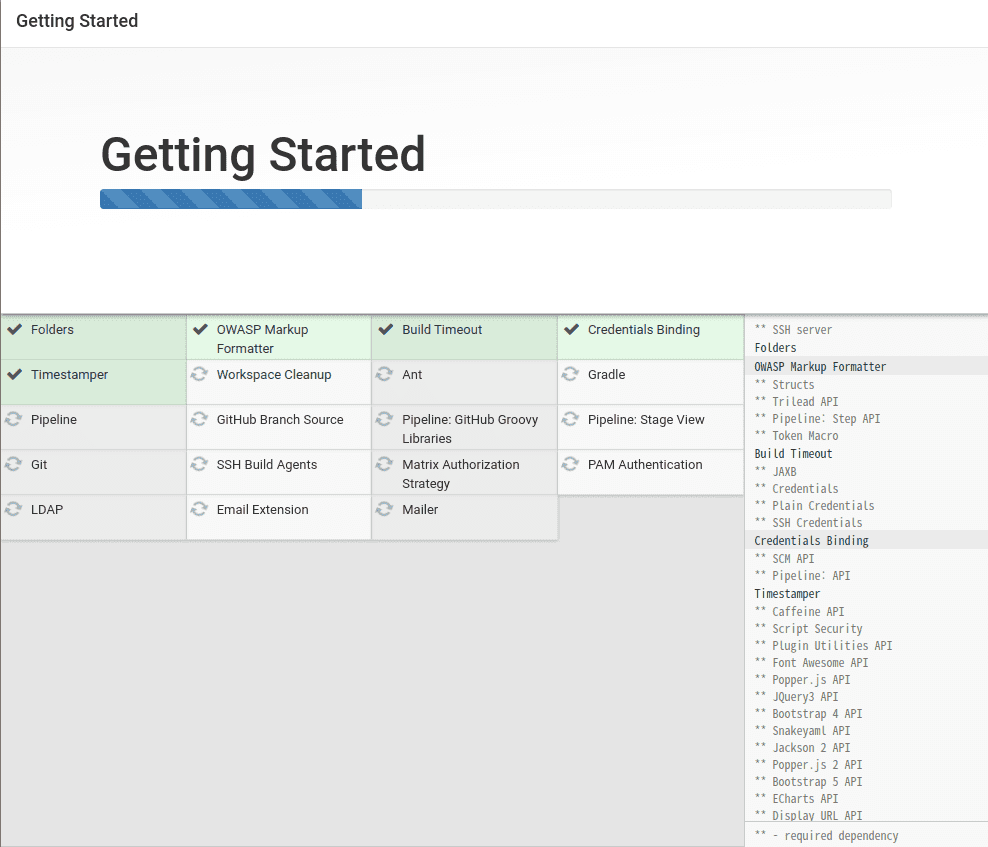 Getting Started
Getting Started
Folders
OWASP Markup
Formatter
Build Timeout
Credentials Binding
Timestamper
Workspace Cleanup
Ant
Gradle
Pipeline
GitHub Branch Source
Pipeline: GitHub Groovy
Libraries
Pipeline: Stage View
Git
SSH Build Agents
Matrix Authorization
Strategy
PAM Authentication
LDAP
Email Extension
Mailer
** SSH server
Folders
OWASP Markup Formatter
** Structs
** Trilead API
** Pipeline: Step API
** Token Macro
Build Timeout
** JAXB
** Credentials
** Plain Credentials
** SSH Credentials
Credentials Binding
** SCM API
** Pipeline: API
Timestamper
** Caffeine API
** Script Security
** Plugin Utilities API
** Font Awesome API
** Popper.js API
** JQuery3 API
** Bootstrap 4 API
** Snakeyaml API
** Jackson 2 API
** Popper.js 2 API
** Bootstrap 5 API
** ECharts API
** Display URL API
** - required dependency